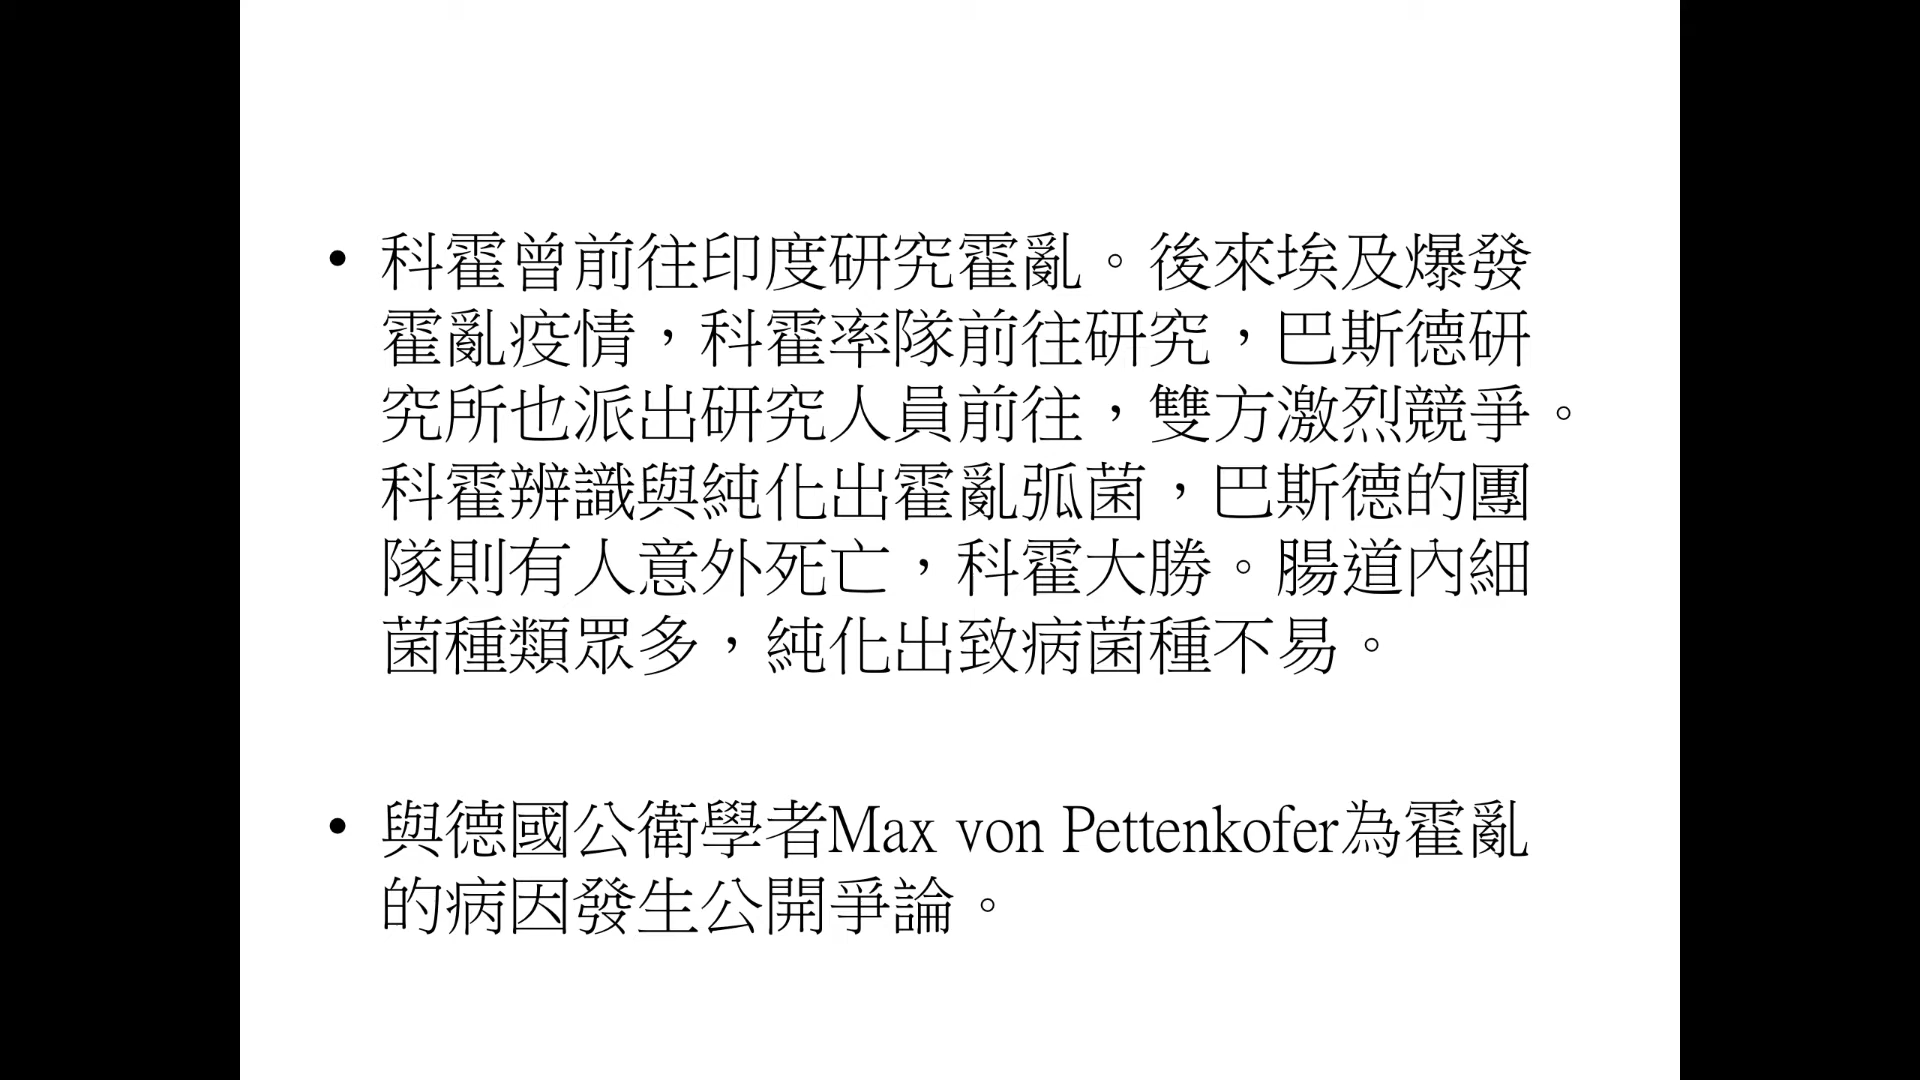 • 科霍曾前往印度研究霍亂。後來埃及爆發
霍亂疫情，科霍率隊前往研究，巴斯德研
究所也派出研究人員前往，雙方激烈競爭。
科霍辨識與純化出霍亂弧菌，巴斯德的團
隊則有人意外死亡，科霍大勝。腸道內細
菌種類眾多，純化出致病菌種不易。
• 與德國公衛學者Max von Pettenkofer為霍亂
的病因發生公開爭論。